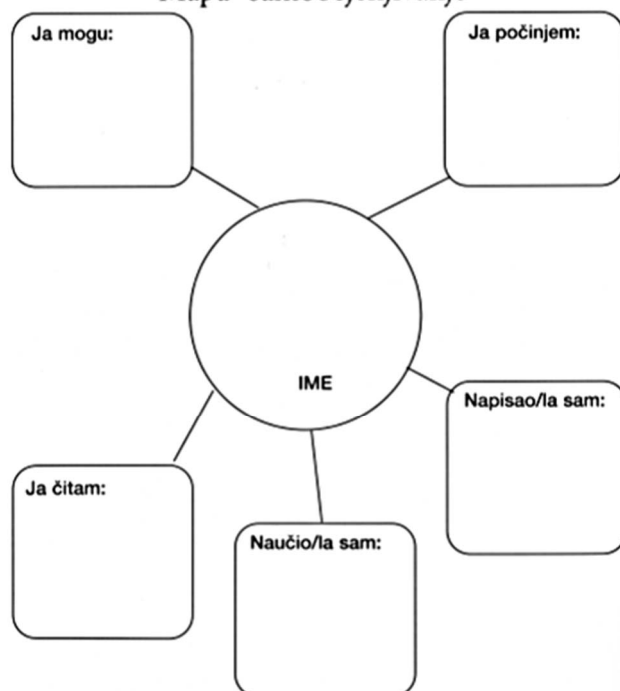 Ja mogu:
Ja počinjem:
IME
Napisao/la sam:
Ja čitam:
Naučio/la sam: